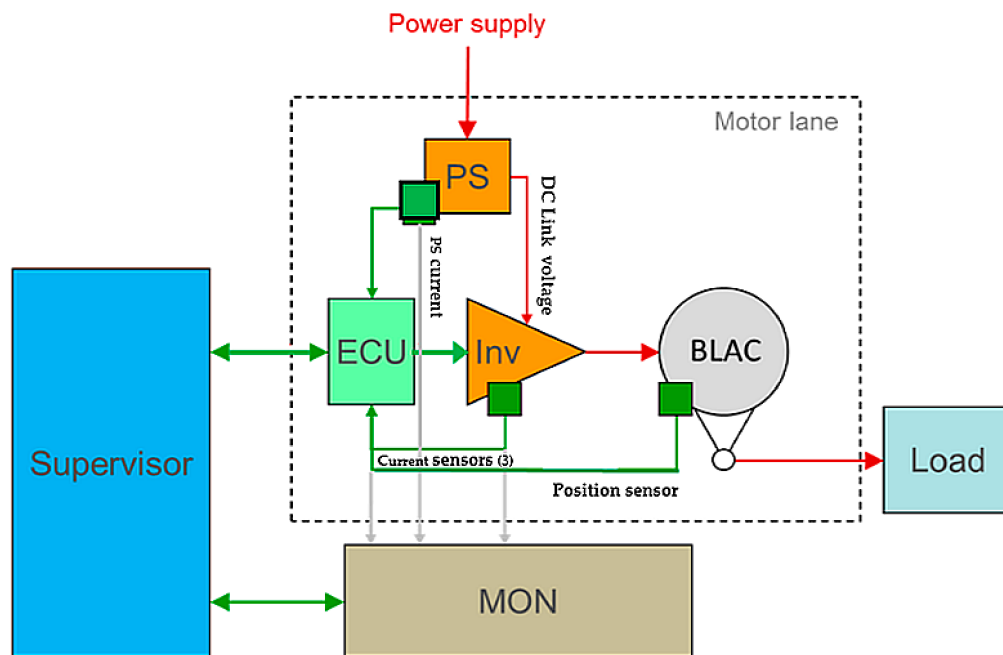 Power supply
Motor lane
PS
DC Link voltage
PS current
ECU
Inv
BLAC
Supervisor
Current sensors (3)
Load
Position sensor
MON